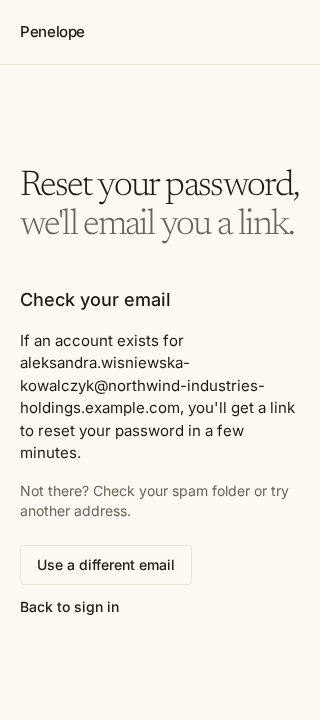 Penelope
Reset your password,
we'll email you a link.
Check your email
If an account exists for
aleksandra.wisniewska-
kowalczyk@northwind-industries-
holdings.example.com, you'll get a link
to reset your password in a few
minutes.
Not there? Check your spam folder or try
another address.
Use a different email
Back to sign in